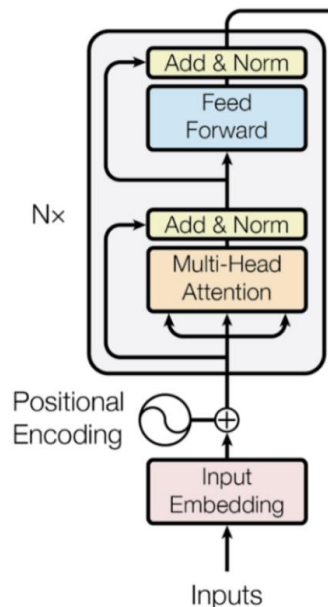 Add & Norm
Feed
Forward
N×
Add & Norm
Multi-Head
Attention
Positional
Encoding
Input
Embedding
Inputs